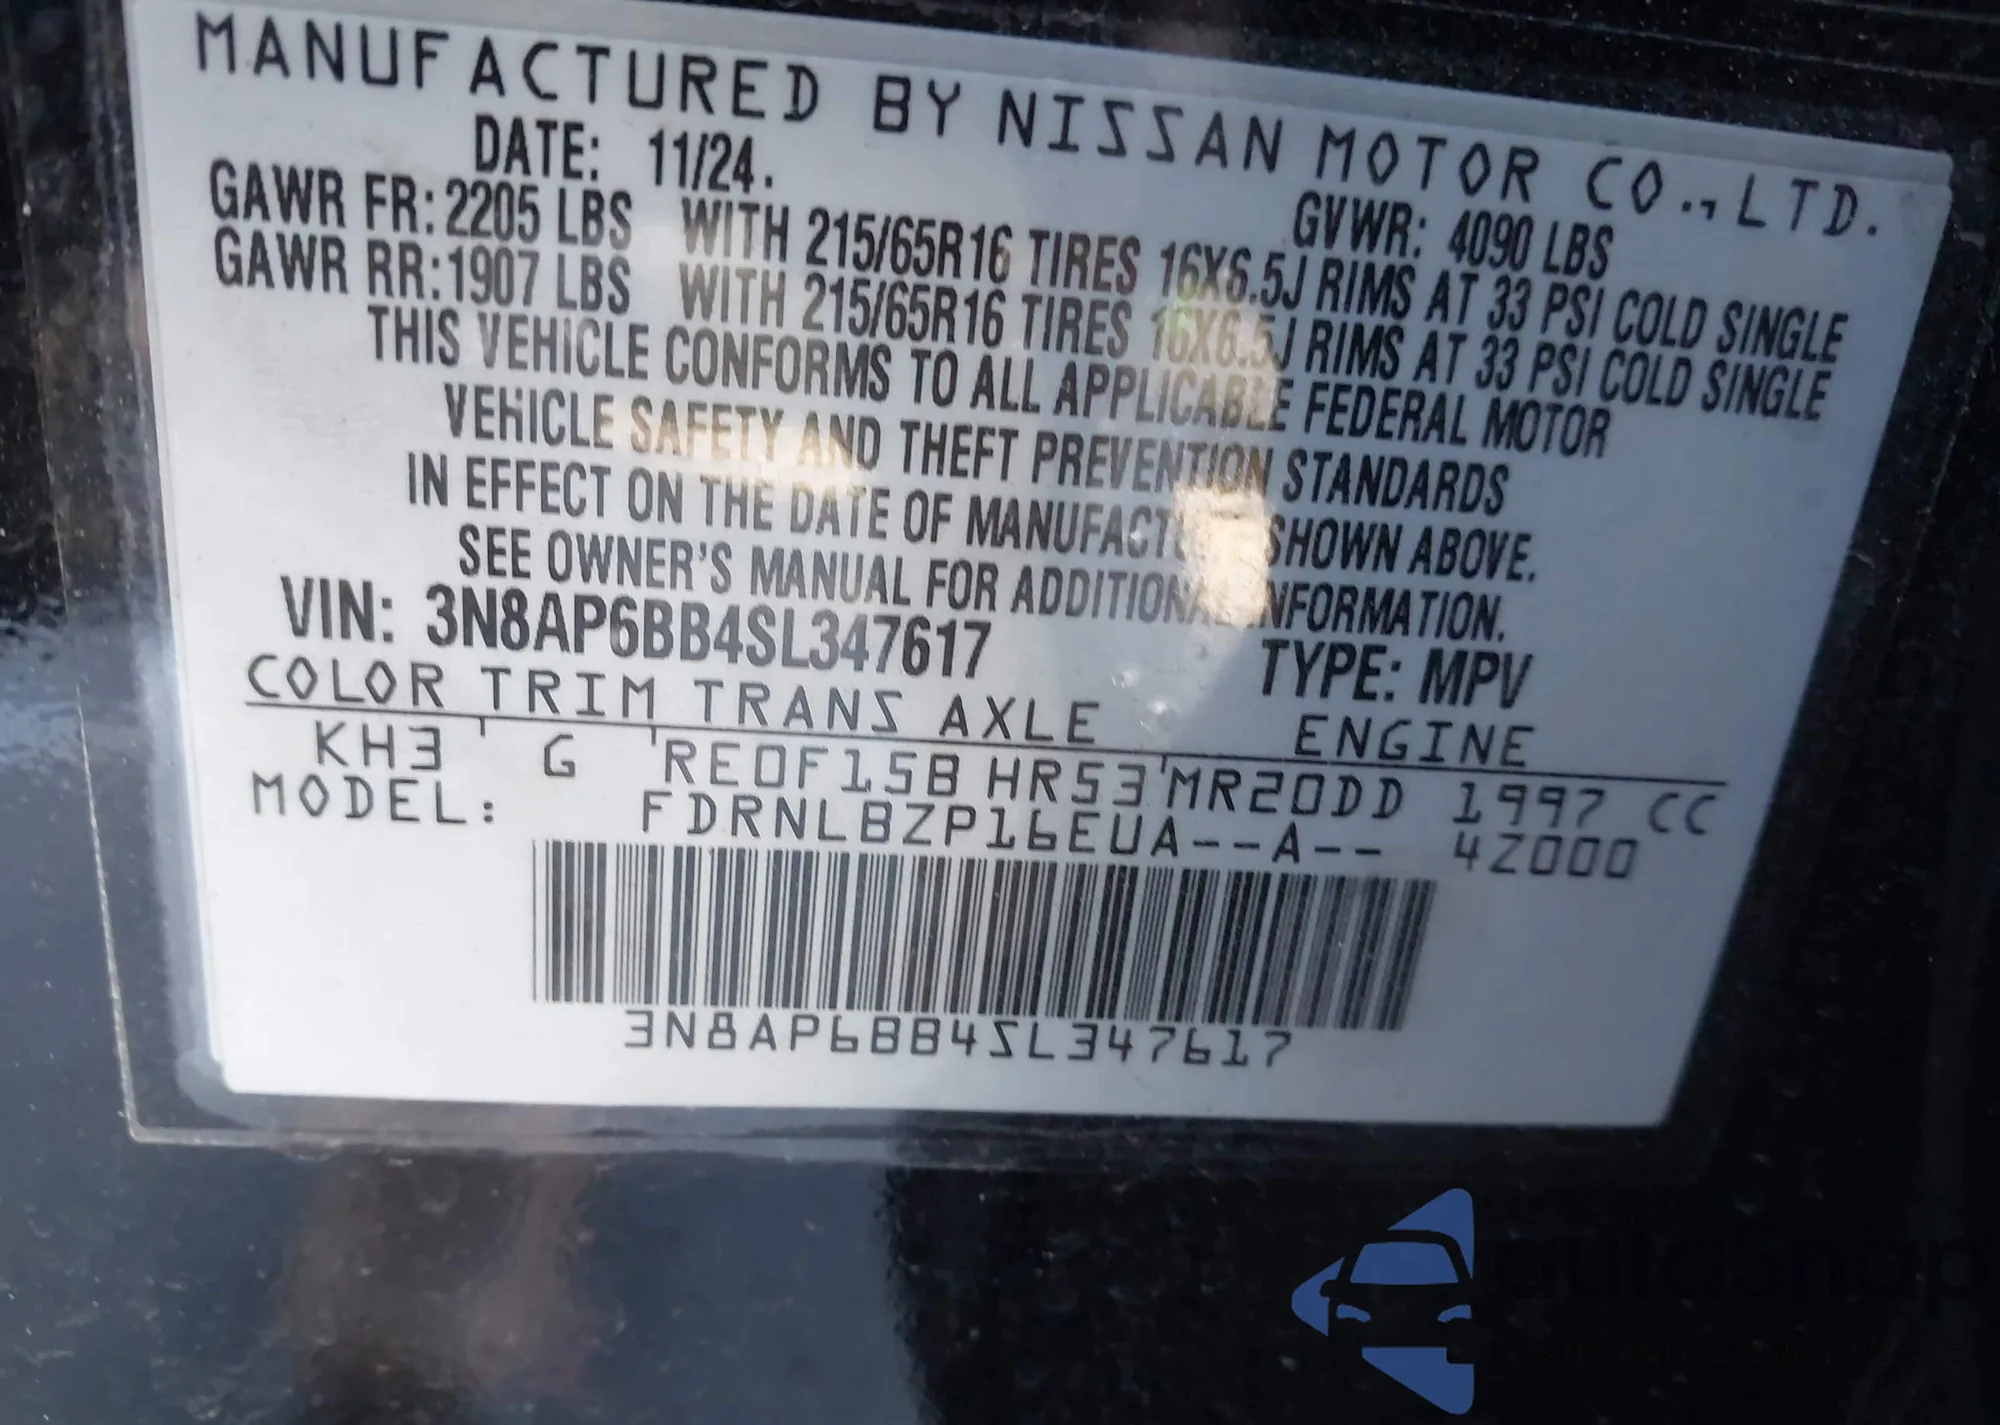 MANUFACTURED BY NISSAN MOTOR CO., LTD.
DATE: 11/24. GVWR: 4090 LBS
GAWR FR: 2205 LBS WITH 215/65R16 TIRES 16X6.5J RIMS AT 33 PSI COLD SINGLE
GAWR RR: 1907 LBS WITH 215/65R16 TIRES 16X6.5J RIMS AT 33 PSI COLD SINGLE
THIS VEHICLE CONFORMS TO ALL APPLICABLE FEDERAL MOTOR
VEHICLE SAFETY AND THEFT PREVENTION STANDARDS
IN EFFECT ON THE DATE OF MANUFACTURE SHOWN ABOVE.
SEE OWNER'S MANUAL FOR ADDITIONAL INFORMATION.
VIN: 3N8AP6BB4SL347617 TYPE: MPV
COLOR TRIM TRANS AXLE ENGINE
KH3 G RE0F15B HR53 MR20DD 1997 CC
MODEL: FDRNLBZP16EUA--A-- 4Z000
3N8AP6BB4SL347617
autoshop